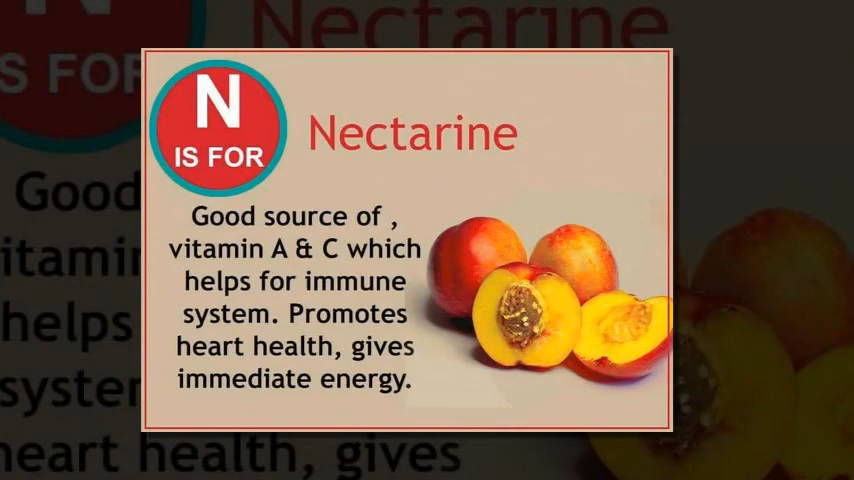 N
IS FOR
Nectarine
Good source of ,
vitamin A & C which
helps for immune
system. Promotes
heart health, gives
immediate energy.